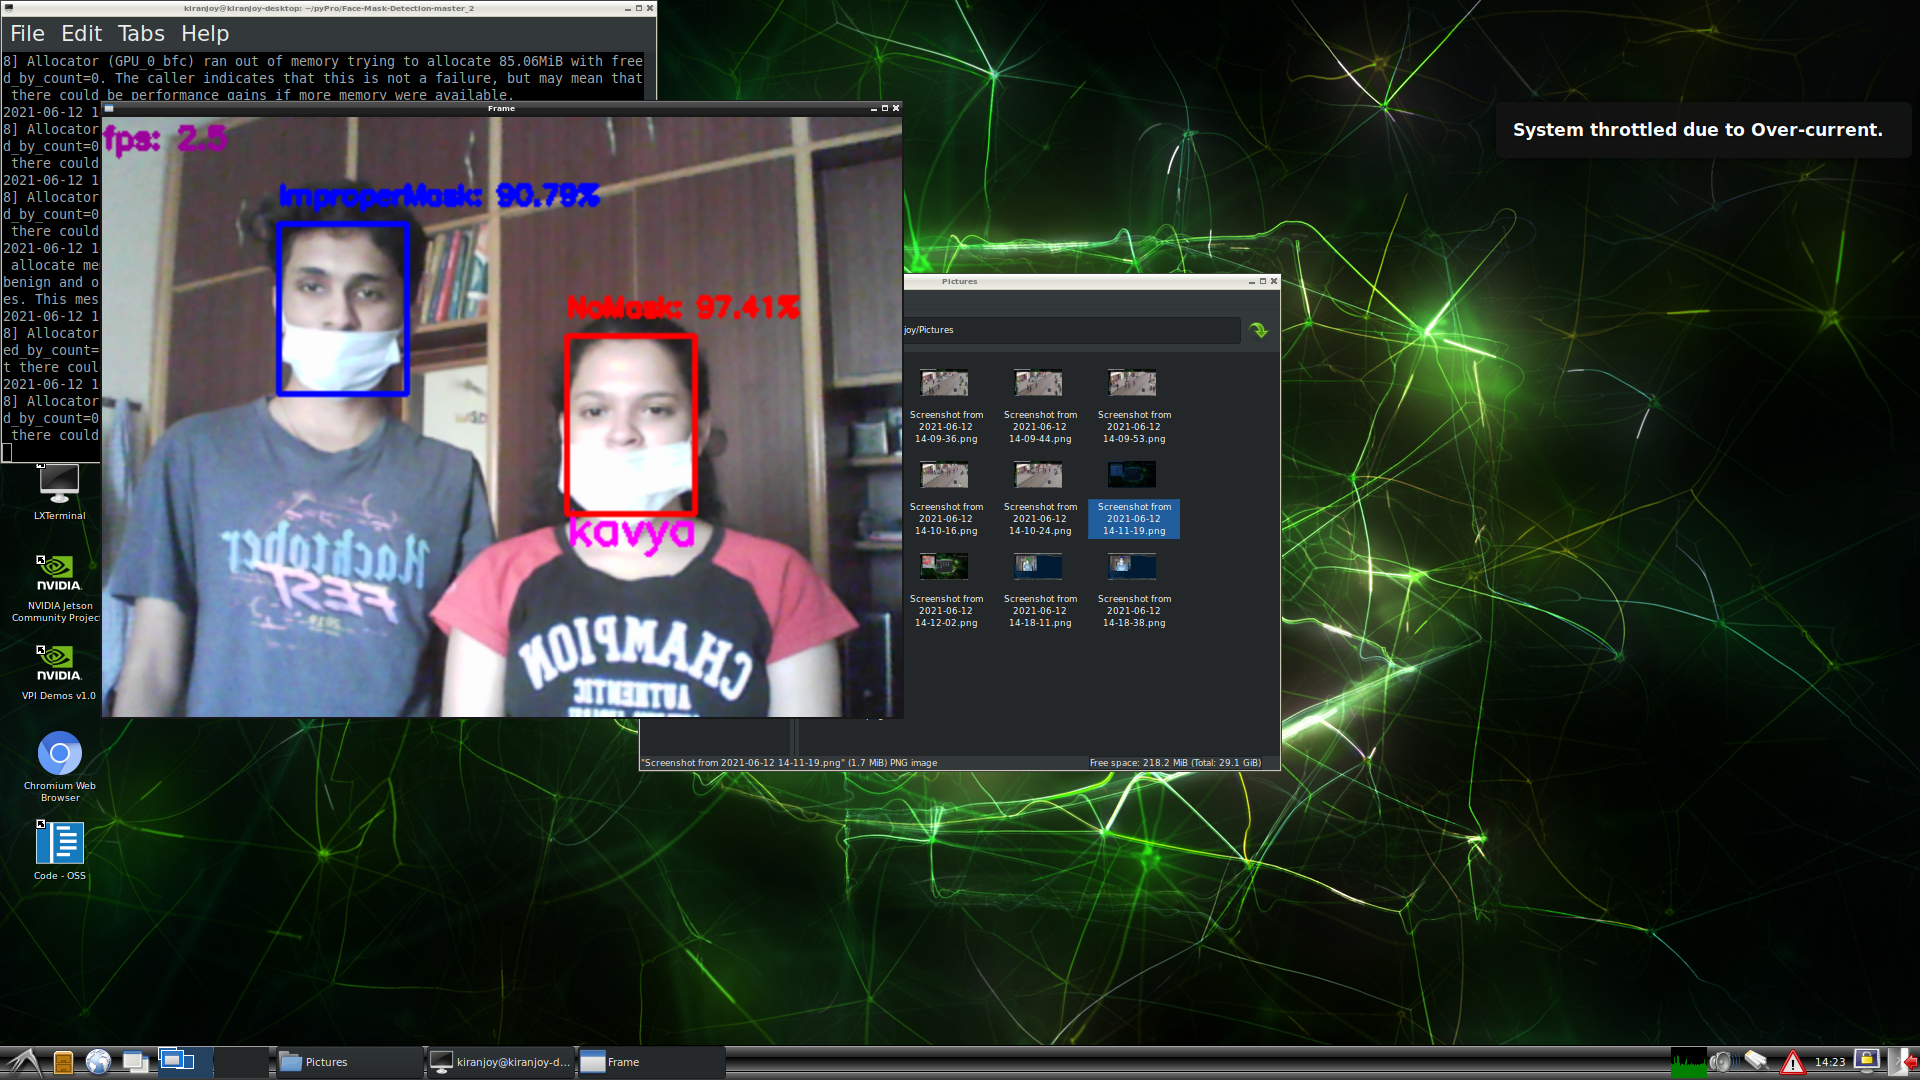 kiranjoy@kiranjoy-desktop: ~/pyPro/Face-Mask-Detection-master_2
File Edit Tabs Help
8] Allocator (GPU_0_bfc) ran out of memory trying to allocate 85.06MiB with free
d_by_count=0. The caller indicates that this is not a failure, but may mean that
there could be performance gains if more memory were available.
2021-06-12 1
8] Allocator
d_by_count=0
there could
2021-06-12 1
8] Allocator
d_by_count=0
there could
2021-06-12 1
allocate me
benign and o
es. This mes
2021-06-12 1
8] Allocator
ed_by_count=
t there coul
2021-06-12 1
8] Allocator
d_by_count=0
there could
Frame
fps: 2.5
ImproperMask: 90.79%
NoMask: 97.41%
kavya
Hacktober
FEST
CHAMPION
AUTHENTIC
System throttled due to Over-current.
Pictures
joy/Pictures
Screenshot from
2021-06-12
14-09-36.png
Screenshot from
2021-06-12
14-09-44.png
Screenshot from
2021-06-12
14-09-53.png
Screenshot from
2021-06-12
14-10-16.png
Screenshot from
2021-06-12
14-10-24.png
Screenshot from
2021-06-12
14-11-19.png
Screenshot from
2021-06-12
14-12-02.png
Screenshot from
2021-06-12
14-18-11.png
Screenshot from
2021-06-12
14-18-38.png
"Screenshot from 2021-06-12 14-11-19.png" (1.7 MiB) PNG image
Free space: 218.2 MiB (Total: 29.1 GiB)
LXTerminal
NVIDIA.
NVIDIA Jetson
Community Projec
NVIDIA.
VPI Demos v1.0
Chromium Web
Browser
Code - OSS
Pictures
kiranjoy@kiranjoy-d...
Frame
14:23